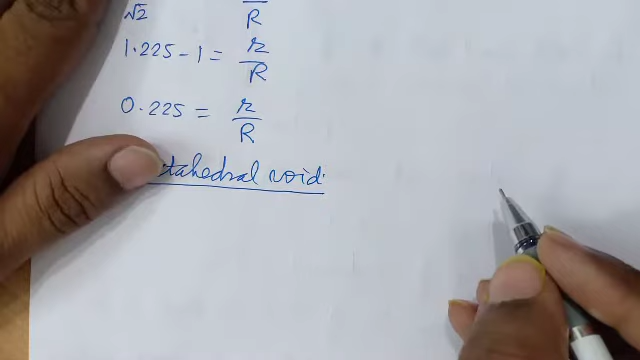 √2 R
1.225 - 1 = r/R
0.225 = r/R
tahedral void